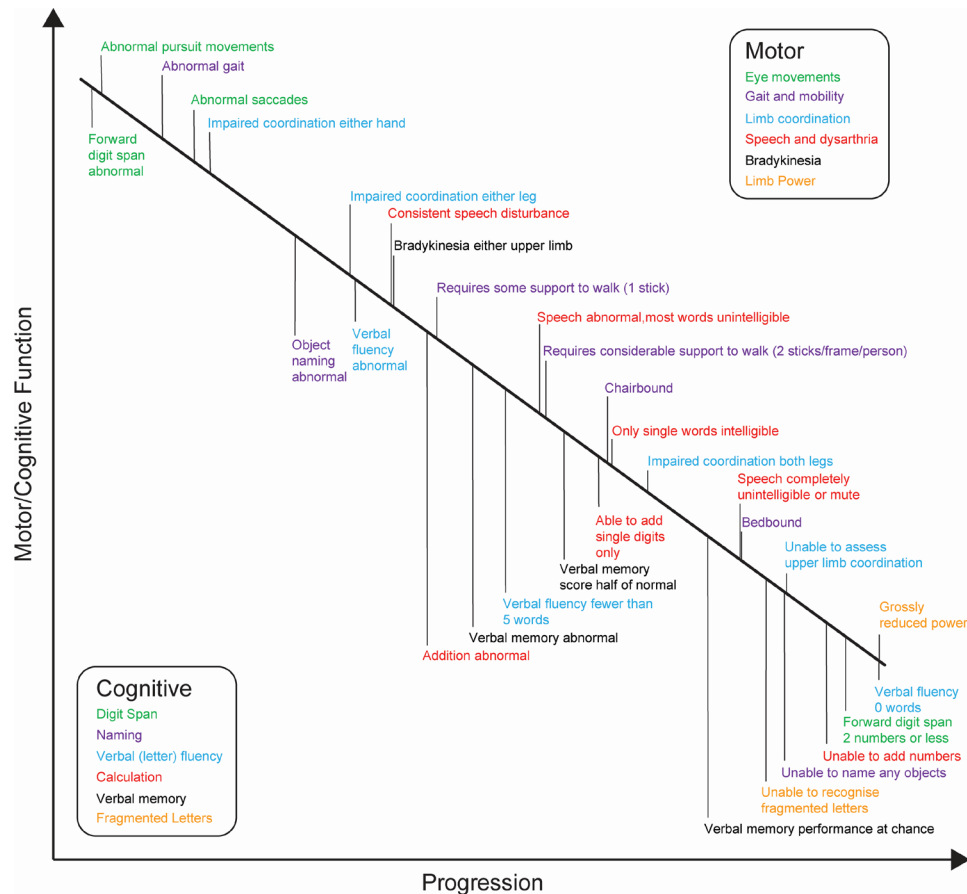 Abnormal pursuit movements
Abnormal gait
Abnormal saccades
Impaired coordination either hand
Forward
digit span
abnormal
Motor
Eye movements
Gait and mobility
Limb coordination
Speech and dysarthria
Bradykinesia
Limb Power
Impaired coordination either leg
Consistent speech disturbance
Bradykinesia either upper limb
Requires some support to walk (1 stick)
Speech abnormal,most words unintelligible
Object
naming
abnormal
Verbal
fluency
abnormal
Requires considerable support to walk (2 sticks/frame/person)
Chairbound
Only single words intelligible
Impaired coordination both legs
Speech completely
unintelligible or mute
Bedbound
Able to add
single digits
only
Unable to assess
upper limb coordination
Verbal memory
score half of normal
Verbal fluency fewer than
5 words
Verbal memory abnormal
Addition abnormal
Grossly
reduced power
Verbal fluency
0 words
Forward digit span
2 numbers or less
Unable to add numbers
Unable to name any objects
Unable to recognise
fragmented letters
Verbal memory performance at chance
Cognitive
Digit Span
Naming
Verbal (letter) fluency
Calculation
Verbal memory
Fragmented Letters
Motor/Cognitive Function
Progression